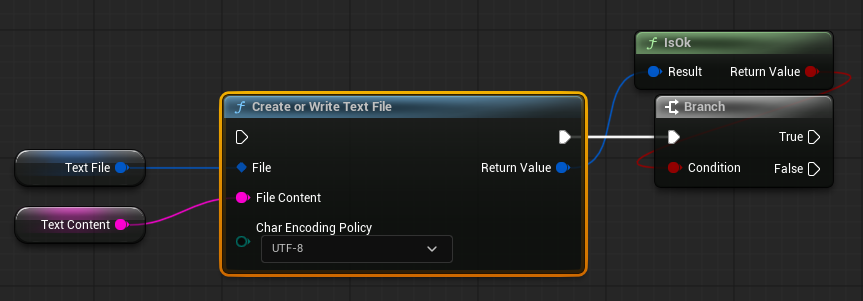 f IsOk
Result Return Value
f Create or Write Text File
Branch
True
Text File
File Return Value
Condition False
Text Content
File Content
Char Encoding Policy
UTF-8